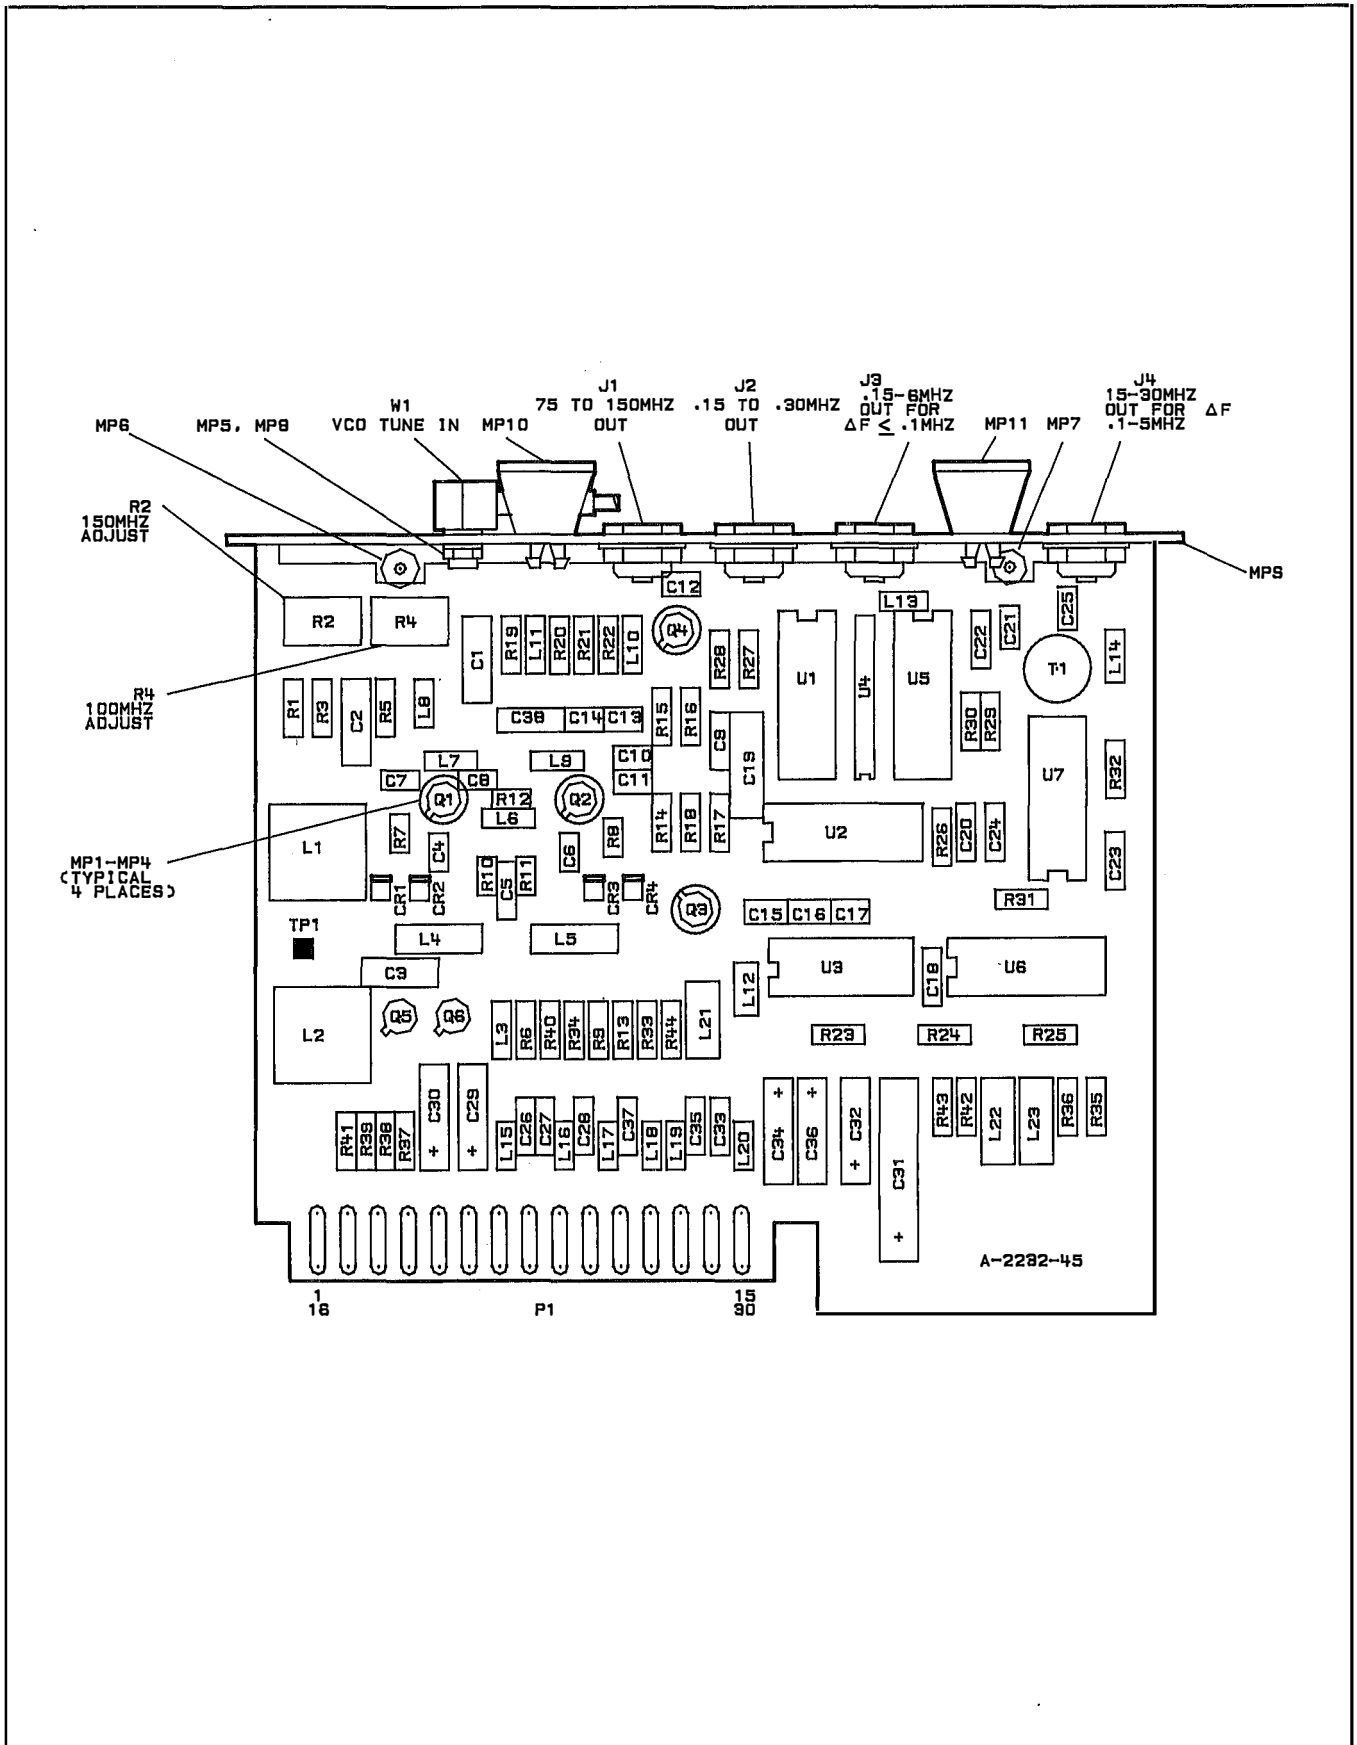 J1
75 TO 150MHZ
OUT
J2
.15 TO .30MHZ
OUT
J3
.15-6MHZ
OUT FOR
ΔF ≤ .1MHZ
J4
15-30MHZ
OUT FOR ΔF
.1-5MHZ
W1
VCO TUNE IN
MP6
MP5, MP8
MP10
MP11
MP7
R2
150MHZ
ADJUST
MP9
R4
100MHZ
ADJUST
MP1-MP4
(TYPICAL
4 PLACES)
C12
L13
C25
R2
R4
C1
R19
L11
R20
R21
R22
L10
Q4
R28
R27
U1
U4
U5
C22
C21
T1
L14
R1
R3
C2
R5
L8
C38
C14
C13
R15
R16
C9
C19
R30
R29
U7
R32
L7
L9
C10
C11
C7
C8
Q1
R12
Q2
L6
R14
R18
R17
U2
R26
C20
C24
C23
L1
R7
C4
C6
R8
R10
C5
R11
CR1
CR2
CR3
CR4
Q3
R31
C15
C16
C17
TP1
L4
L5
C3
L12
U3
C18
U6
L2
Q5
Q6
L3
R6
R40
R34
R9
R13
R33
R44
L21
R23
R24
R25
R41
R39
R38
R37
C30
+
C29
+
L15
C26
C27
L16
C28
L17
C37
L18
L19
C35
C33
L20
+
C34
+
C36
C32
+
C31
+
R43
R42
L22
L23
R36
R35
A-2232-45
1
16
P1
15
30